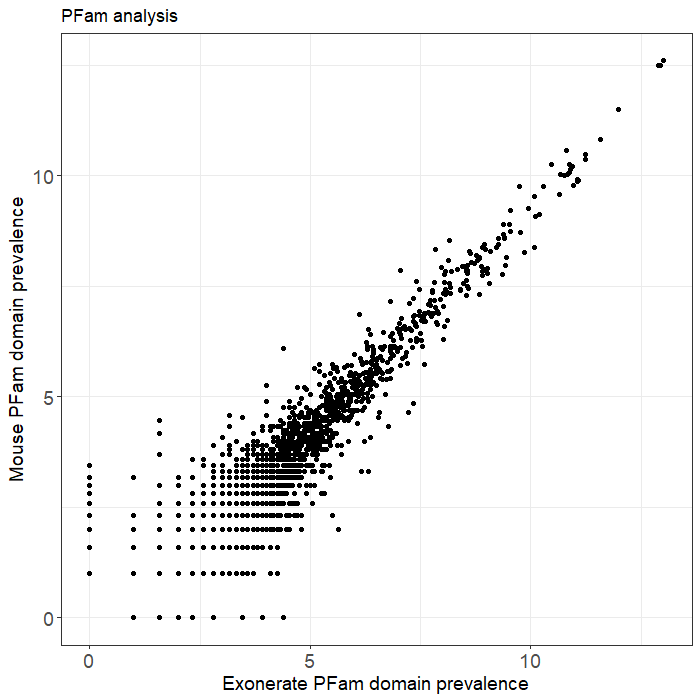 PFam analysis
Mouse PFam domain prevalence
10
5
0
0 5 10
Exonerate PFam domain prevalence